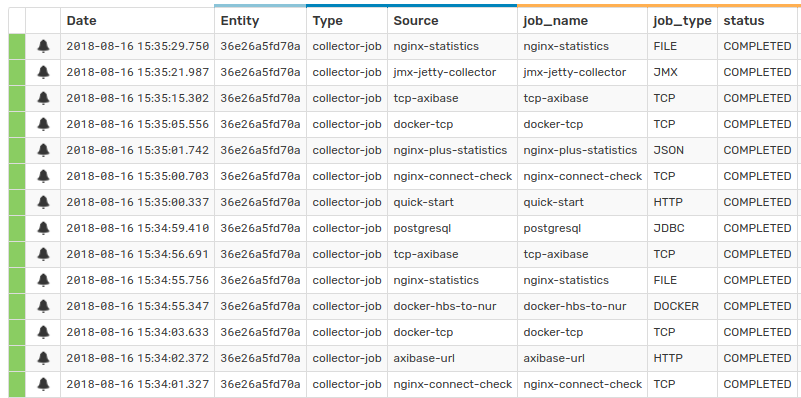 Date Entity Type Source job_name job_type status
2018-08-16 15:35:29.750 36e26a5fd70a collector-job nginx-statistics nginx-statistics FILE COMPLETED
2018-08-16 15:35:21.987 36e26a5fd70a collector-job jmx-jetty-collector jmx-jetty-collector JMX COMPLETED
2018-08-16 15:35:15.302 36e26a5fd70a collector-job tcp-axibase tcp-axibase TCP COMPLETED
2018-08-16 15:35:05.556 36e26a5fd70a collector-job docker-tcp docker-tcp TCP COMPLETED
2018-08-16 15:35:01.742 36e26a5fd70a collector-job nginx-plus-statistics nginx-plus-statistics JSON COMPLETED
2018-08-16 15:35:00.703 36e26a5fd70a collector-job nginx-connect-check nginx-connect-check TCP COMPLETED
2018-08-16 15:35:00.337 36e26a5fd70a collector-job quick-start quick-start HTTP COMPLETED
2018-08-16 15:34:59.410 36e26a5fd70a collector-job postgresql postgresql JDBC COMPLETED
2018-08-16 15:34:56.691 36e26a5fd70a collector-job tcp-axibase tcp-axibase TCP COMPLETED
2018-08-16 15:34:55.756 36e26a5fd70a collector-job nginx-statistics nginx-statistics FILE COMPLETED
2018-08-16 15:34:55.347 36e26a5fd70a collector-job docker-hbs-to-nur docker-hbs-to-nur DOCKER COMPLETED
2018-08-16 15:34:03.633 36e26a5fd70a collector-job docker-tcp docker-tcp TCP COMPLETED
2018-08-16 15:34:02.372 36e26a5fd70a collector-job axibase-url axibase-url HTTP COMPLETED
2018-08-16 15:34:01.327 36e26a5fd70a collector-job nginx-connect-check nginx-connect-check TCP COMPLETED